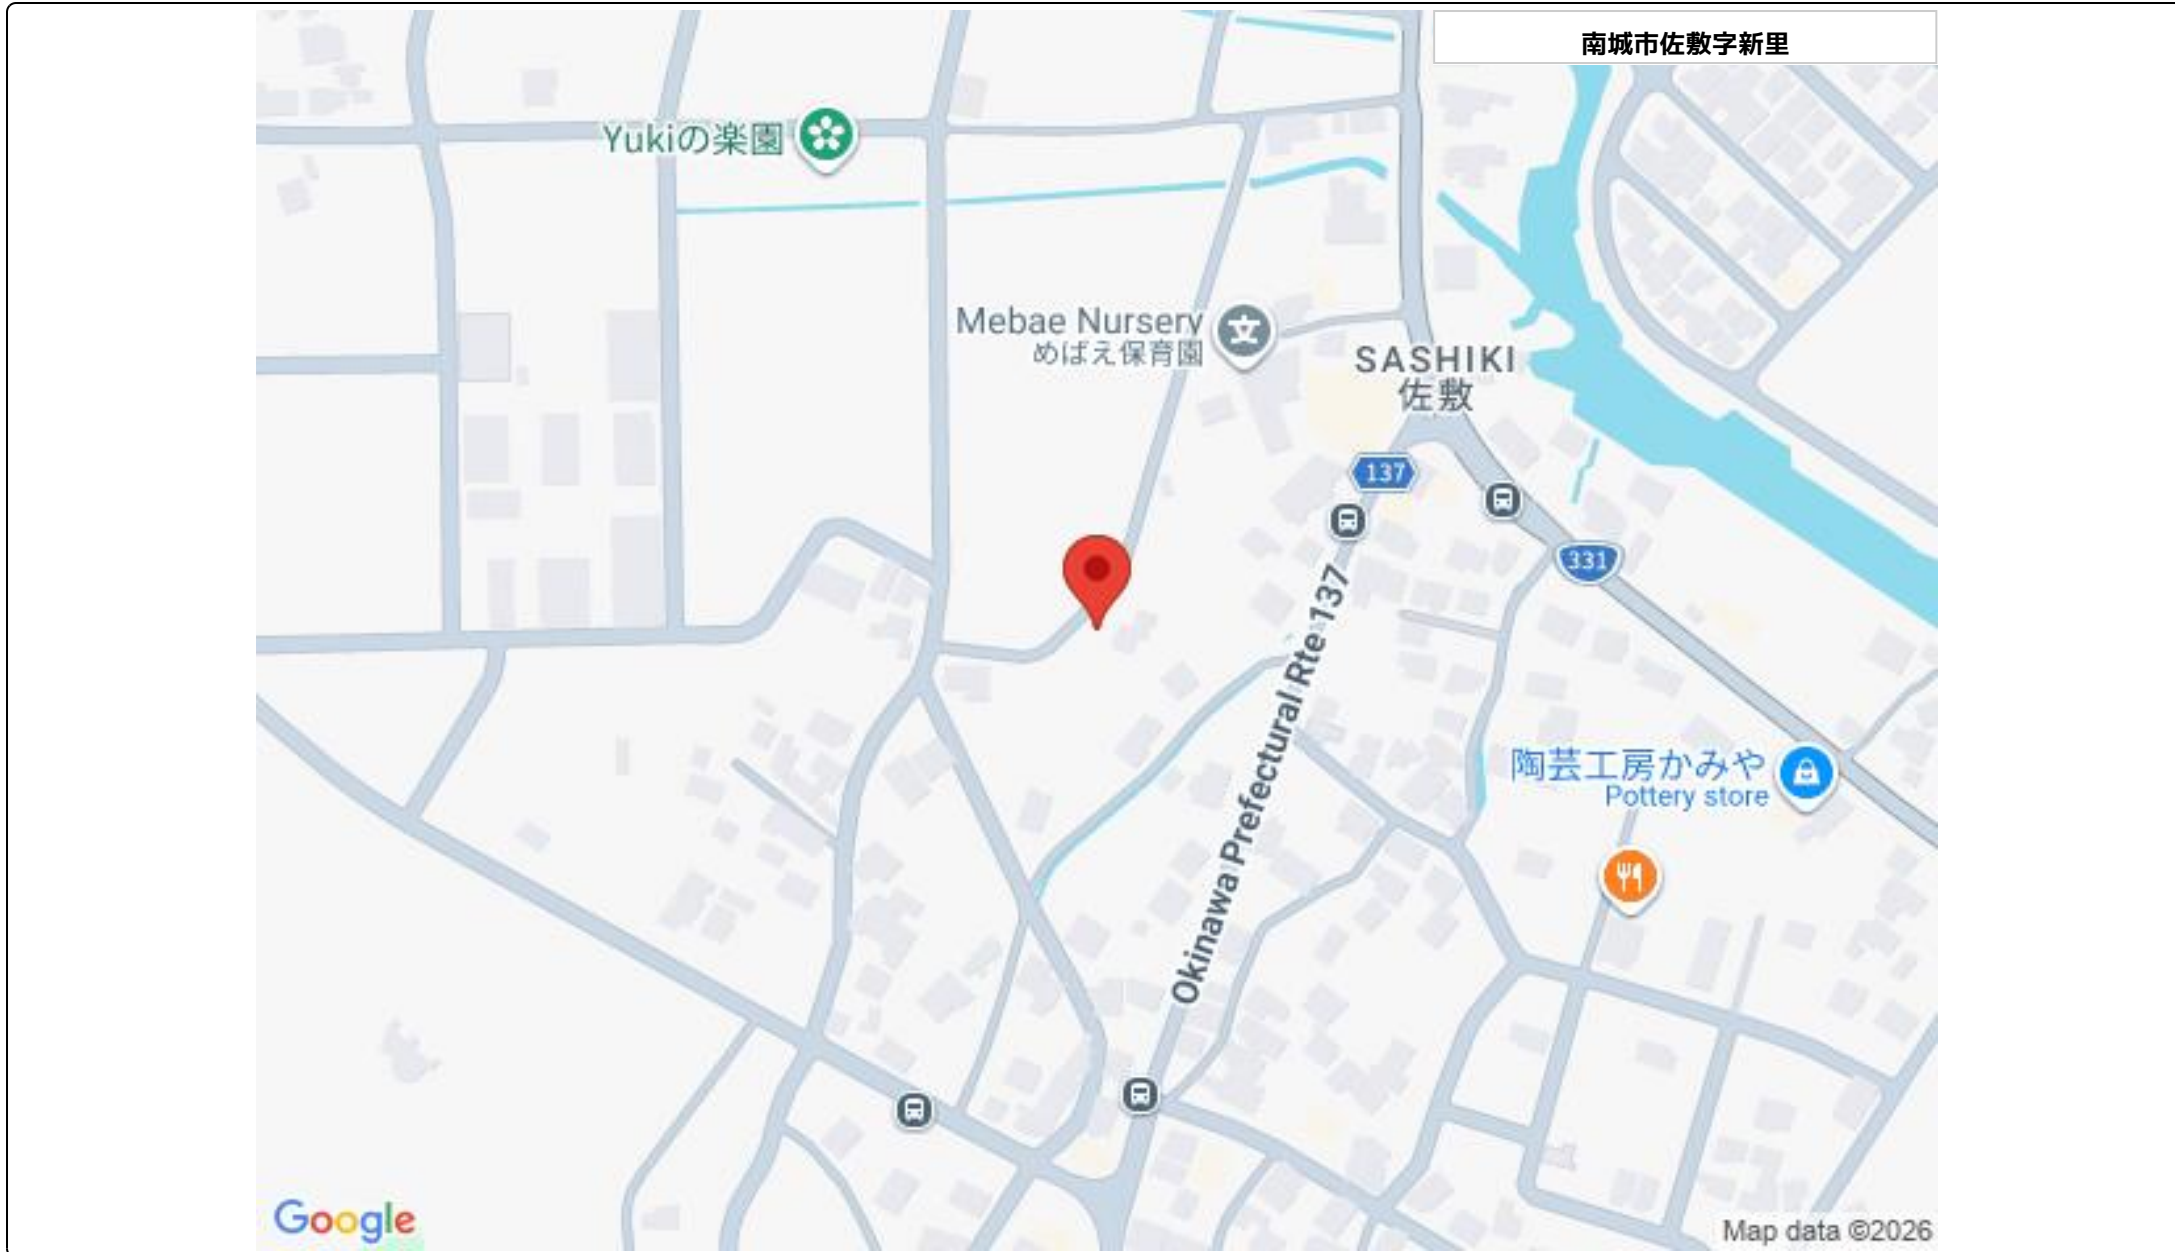 南城市佐敷字新里
Yukiの楽園
Mebae Nursery
めばえ保育園
SASHIKI
佐敷
137
331
Okinawa Prefectural Rte 137
陶芸工房かみや
Pottery store
Google
Map data ©2026